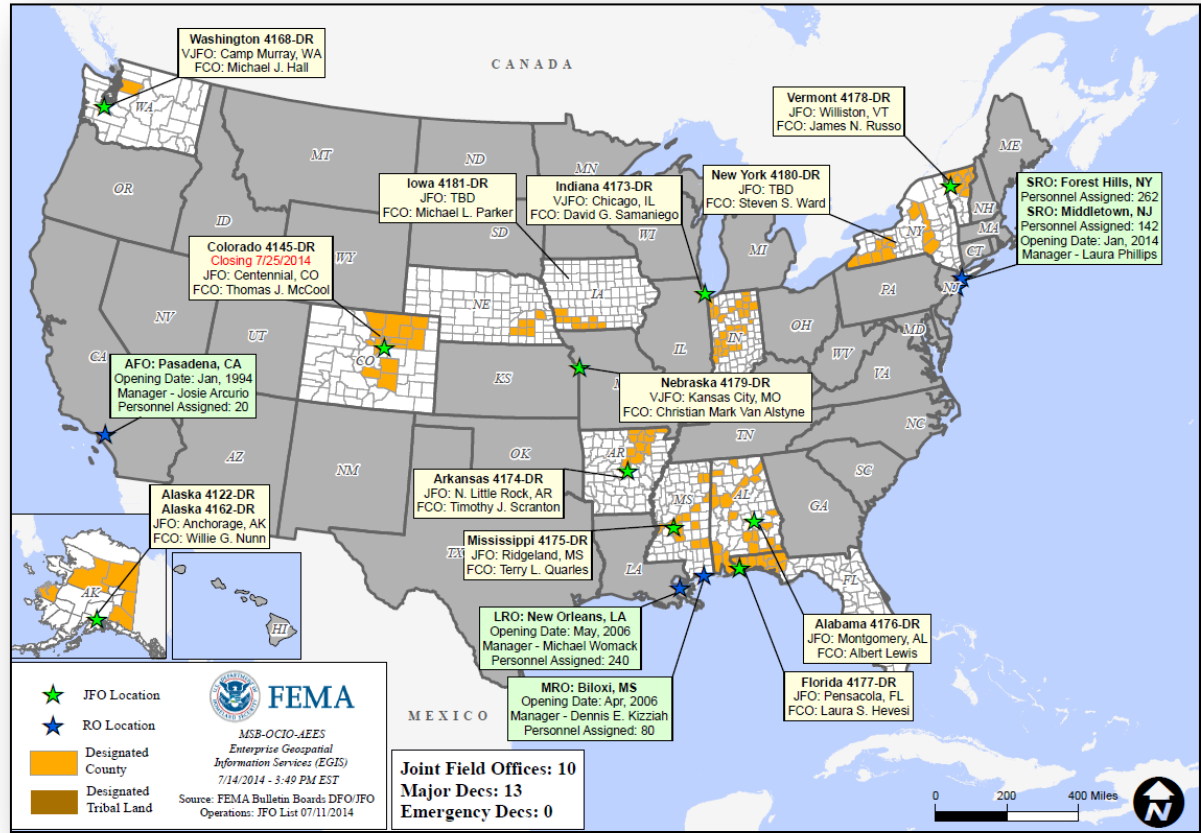 CANADA
Washington 4168-DR
VJFO: Camp Murray, WA
FCO: Michael J. Hall
Vermont 4178-DR
JFO: Williston, VT
FCO: James N. Russo
New York 4180-DR
JFO: TBD
FCO: Steven S. Ward
SRO: Forest Hills, NY
Personnel Assigned: 262
SRO: Middletown, NJ
Personnel Assigned: 142
Opening Date: Jan, 2014
Manager - Laura Phillips
Iowa 4181-DR
JFO: TBD
FCO: Michael L. Parker
Indiana 4173-DR
VJFO: Chicago, IL
FCO: David G. Samaniego
Colorado 4145-DR
Closing 7/25/2014
JFO: Centennial, CO
FCO: Thomas J. McCool
AFO: Pasadena, CA
Opening Date: Jan, 1994
Manager - Josie Arcurio
Personnel Assigned: 20
Nebraska 4179-DR
VJFO: Kansas City, MO
FCO: Christian Mark Van Alstyne
Arkansas 4174-DR
JFO: N. Little Rock, AR
FCO: Timothy J. Scranton
Alaska 4122-DR
Alaska 4162-DR
JFO: Anchorage, AK
FCO: Willie G. Nunn
Mississippi 4175-DR
JFO: Ridgeland, MS
FCO: Terry L. Quarles
LRO: New Orleans, LA
Opening Date: May, 2006
Manager - Michael Womack
Personnel Assigned: 240
MRO: Biloxi, MS
Opening Date: Apr, 2006
Manager - Dennis E. Kizziah
Personnel Assigned: 80
Alabama 4176-DR
JFO: Montgomery, AL
FCO: Albert Lewis
Florida 4177-DR
JFO: Pensacola, FL
FCO: Laura S. Hevesi
WA
MT
ND
MN
ME
OR
ID
SD
WI
MI
NY
NH
MA
CT
WY
NE
IA
PA
NJ
NV
UT
CO
IL
IN
OH
MD
WV
VA
CA
KS
AZ
NM
OK
AR
TN
NC
SC
MS
AL
GA
TX
LA
FL
AK
HI
MEXICO
JFO Location
RO Location
Designated
County
Designated
Tribal Land
FEMA
MSB-OCIO-AEES
Enterprise Geospatial
Information Services (EGIS)
7/14/2014 - 3:49 PM EST
Source: FEMA Bulletin Boards DFO/JFO
Operations: JFO List 07/11/2014
Joint Field Offices: 10
Major Decs: 13
Emergency Decs: 0
0 200 400 Miles
N